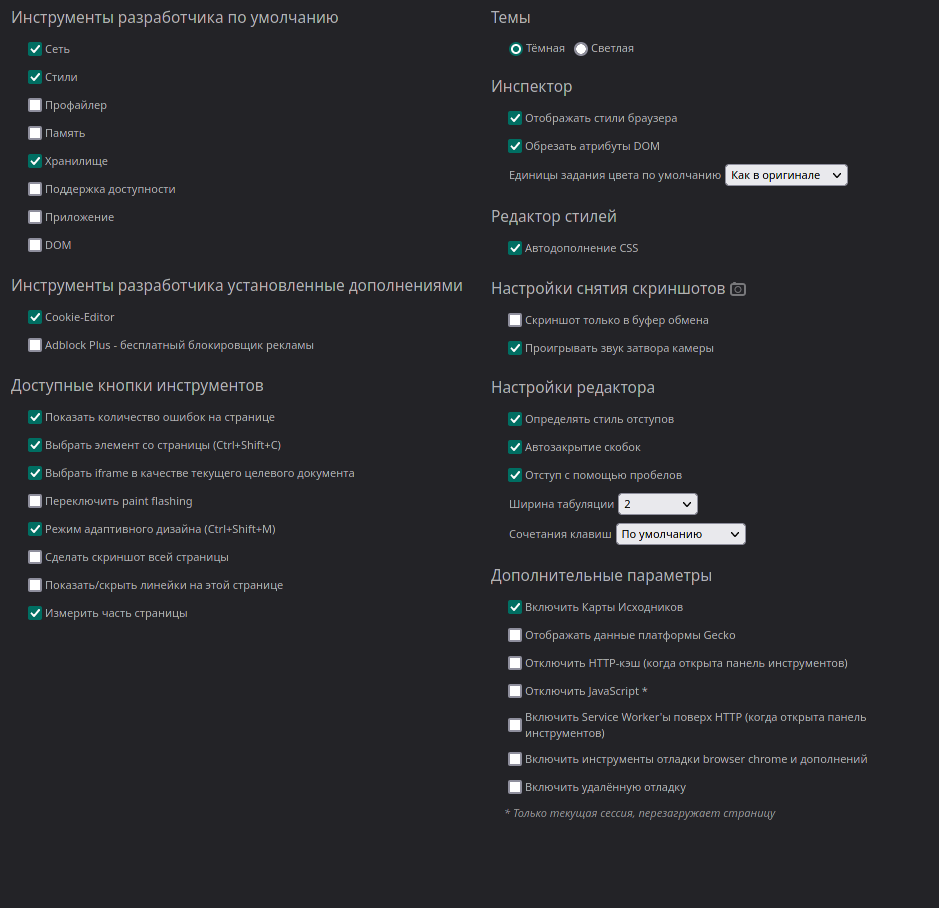 Инструменты разработчика по умолчанию
Сеть
Стили
Профайлер
Память
Хранилище
Поддержка доступности
Приложение
DOM
Инструменты разработчика установленные дополнениями
Cookie-Editor
Adblock Plus - бесплатный блокировщик рекламы
Доступные кнопки инструментов
Показать количество ошибок на странице
Выбрать элемент со страницы (Ctrl+Shift+C)
Выбрать iframe в качестве текущего целевого документа
Переключить paint flashing
Режим адаптивного дизайна (Ctrl+Shift+M)
Сделать скриншот всей страницы
Показать/скрыть линейки на этой странице
Измерить часть страницы
Темы
Тёмная Светлая
Инспектор
Отображать стили браузера
Обрезать атрибуты DOM
Единицы задания цвета по умолчанию Как в оригинале
Редактор стилей
Автодополнение CSS
Настройки снятия скриншотов
Скриншот только в буфер обмена
Проигрывать звук затвора камеры
Настройки редактора
Определять стиль отступов
Автозакрытие скобок
Отступ с помощью пробелов
Ширина табуляции 2
Сочетания клавиш По умолчанию
Дополнительные параметры
Включить Карты Исходников
Отображать данные платформы Gecko
Отключить HTTP-кэш (когда открыта панель инструментов)
Отключить JavaScript *
Включить Service Worker'ы поверх HTTP (когда открыта панель
инструментов)
Включить инструменты отладки browser chrome и дополнений
Включить удалённую отладку
* Только текущая сессия, перезагружает страницу